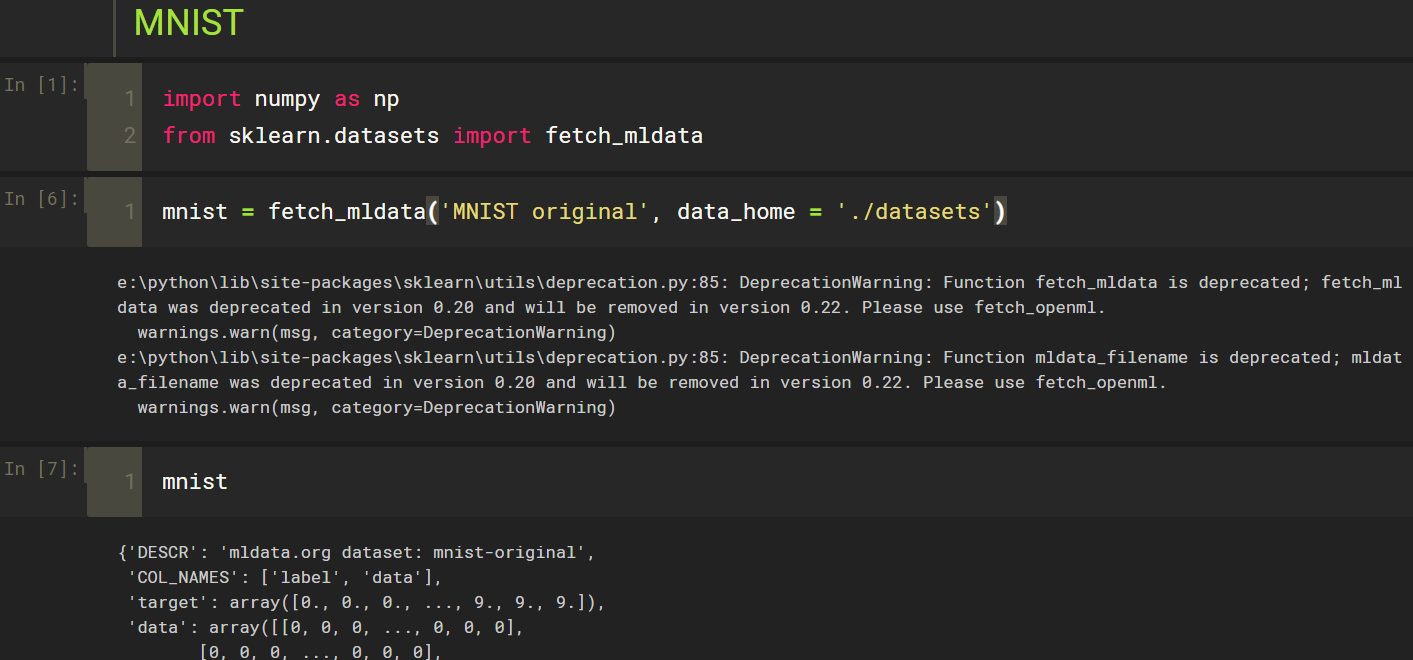 MNIST
In [1]:
1 import numpy as np
2 from sklearn.datasets import fetch_mldata
In [6]:
1 mnist = fetch_mldata('MNIST original', data_home = './datasets')
e:\python\lib\site-packages\sklearn\utils\deprecation.py:85: DeprecationWarning: Function fetch_mldata is deprecated; fetch_ml
data was deprecated in version 0.20 and will be removed in version 0.22. Please use fetch_openml.
  warnings.warn(msg, category=DeprecationWarning)
e:\python\lib\site-packages\sklearn\utils\deprecation.py:85: DeprecationWarning: Function mldata_filename is deprecated; mldat
a_filename was deprecated in version 0.20 and will be removed in version 0.22. Please use fetch_openml.
  warnings.warn(msg, category=DeprecationWarning)
In [7]:
1 mnist
{'DESCR': 'mldata.org dataset: mnist-original',
 'COL_NAMES': ['label', 'data'],
 'target': array([0., 0., 0., ..., 9., 9., 9.]),
 'data': array([[0, 0, 0, ..., 0, 0, 0],
        [0, 0, 0, ..., 0, 0, 0],